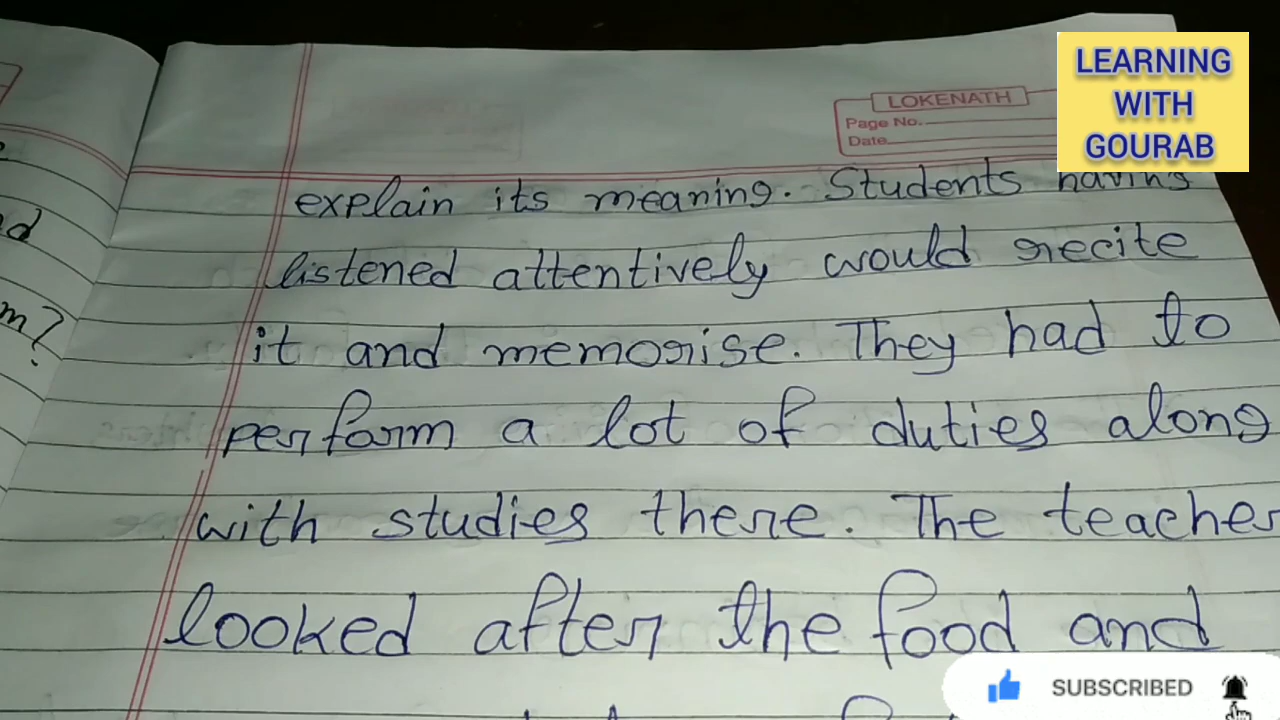 LEARNING
WITH
GOURAB
LOKENATH
Page No.
Date
explain its meaning. Students having
listened attentively would recite
it and memorise. They had to
perform a lot of duties along
with studies there. The teacher
looked after the food and
SUBSCRIBED
d
m?